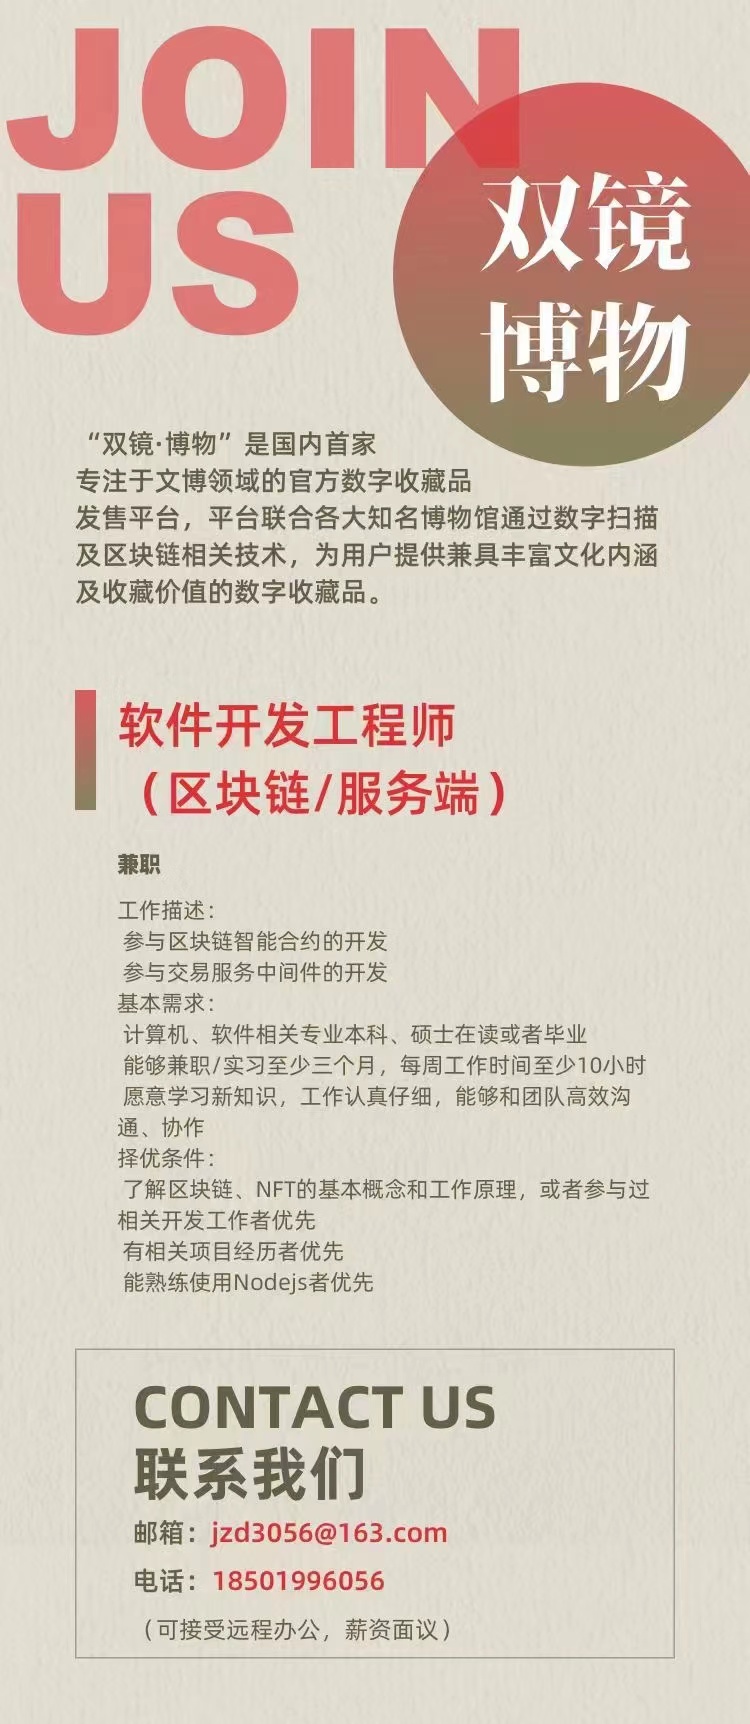 JOIN
US
双镜
博物
“双镜·博物”是国内首家
专注于文博领域的官方数字收藏品
发售平台，平台联合各大知名博物馆通过数字扫描
及区块链相关技术，为用户提供兼具丰富文化内涵
及收藏价值的数字收藏品。
软件开发工程师
（区块链/服务端）
兼职
工作描述：
参与区块链智能合约的开发
参与交易服务中间件的开发
基本需求：
计算机、软件相关专业本科、硕士在读或者毕业
能够兼职/实习至少三个月，每周工作时间至少10小时
愿意学习新知识，工作认真仔细，能够和团队高效沟
通、协作
择优条件：
了解区块链、NFT的基本概念和工作原理，或者参与过
相关开发工作者优先
有相关项目经历者优先
能熟练使用Nodejs者优先
CONTACT US
联系我们
邮箱：jzd3056@163.com
电话：18501996056
（可接受远程办公，薪资面议）